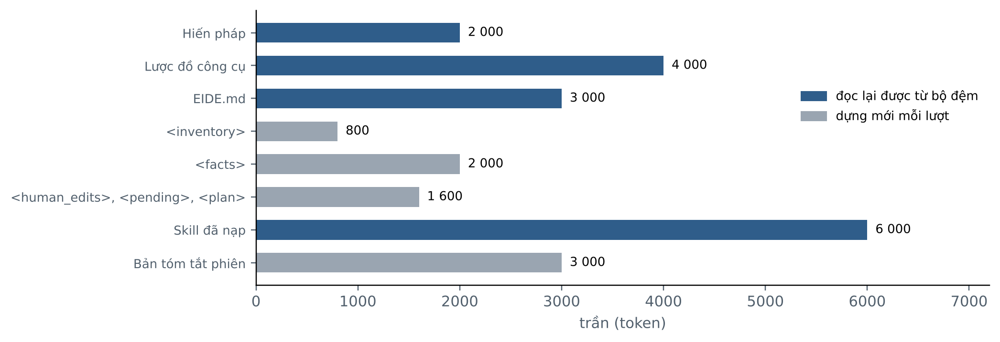 Hiến pháp
2 000
Lược đồ công cụ
4 000
EIDE.md
3 000
đọc lại được từ bộ đệm
dựng mới mỗi lượt
<inventory>
800
<facts>
2 000
<human_edits>, <pending>, <plan>
1 600
Skill đã nạp
6 000
Bản tóm tắt phiên
3 000
0 1000 2000 3000 4000 5000 6000 7000
trần (token)